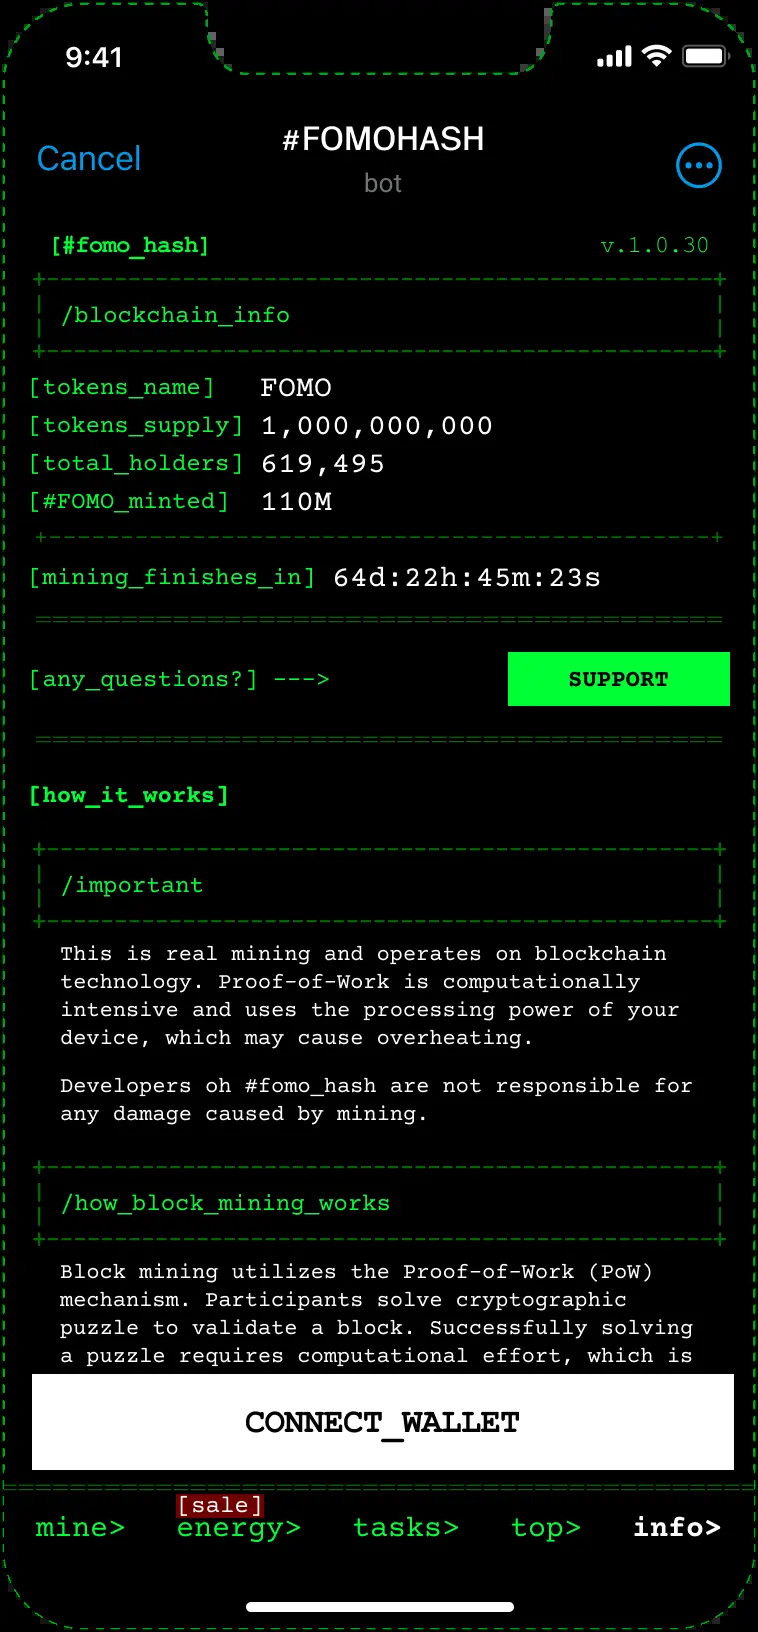 9:41
Cancel
#FOMOHASH
bot
[#fomo_hash]
v.1.0.30
/blockchain_info
[tokens_name] FOMO
[tokens_supply] 1,000,000,000
[total_holders] 619,495
[#FOMO_minted] 110M
[mining_finishes_in] 64d:22h:45m:23s
[any_questions?] --->
SUPPORT
[how_it_works]
/important
This is real mining and operates on blockchain
technology. Proof-of-Work is computationally
intensive and uses the processing power of your
device, which may cause overheating.
Developers oh #fomo_hash are not responsible for
any damage caused by mining.
/how_block_mining_works
Block mining utilizes the Proof-of-Work (PoW)
mechanism. Participants solve cryptographic
puzzle to validate a block. Successfully solving
a puzzle requires computational effort, which is
CONNECT_WALLET
[sale]
mine> energy> tasks> top> info>